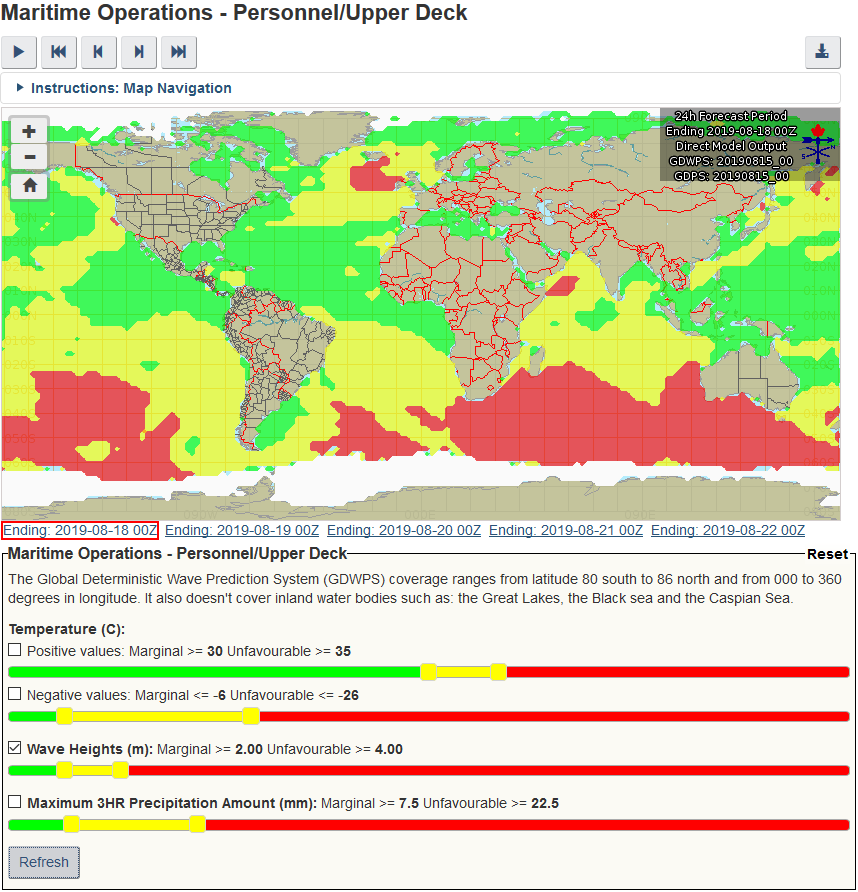 Maritime Operations - Personnel/Upper Deck
Instructions: Map Navigation
24h Forecast Period
Ending 2019-08-18 00Z
Direct Model Output
GDWPS: 20190815_00
GDPS: 20190815_00
Ending: 2019-08-18 00Z Ending: 2019-08-19 00Z Ending: 2019-08-20 00Z Ending: 2019-08-21 00Z Ending: 2019-08-22 00Z
Maritime Operations - Personnel/Upper Deck Reset
The Global Deterministic Wave Prediction System (GDWPS) coverage ranges from latitude 80 south to 86 north and from 000 to 360
degrees in longitude. It also doesn't cover inland water bodies such as: the Great Lakes, the Black sea and the Caspian Sea.
Temperature (C):
Positive values: Marginal >= 30 Unfavourable >= 35
Negative values: Marginal <= -6 Unfavourable <= -26
Wave Heights (m): Marginal >= 2.00 Unfavourable >= 4.00
Maximum 3HR Precipitation Amount (mm): Marginal >= 7.5 Unfavourable >= 22.5
Refresh